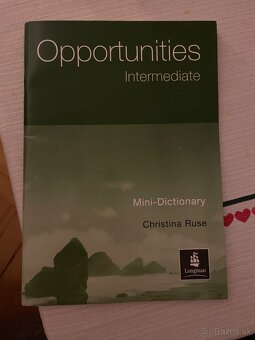 Opportunities
Intermediate
Mini-Dictionary
Christina Ruse
Longman
Bazos.sk